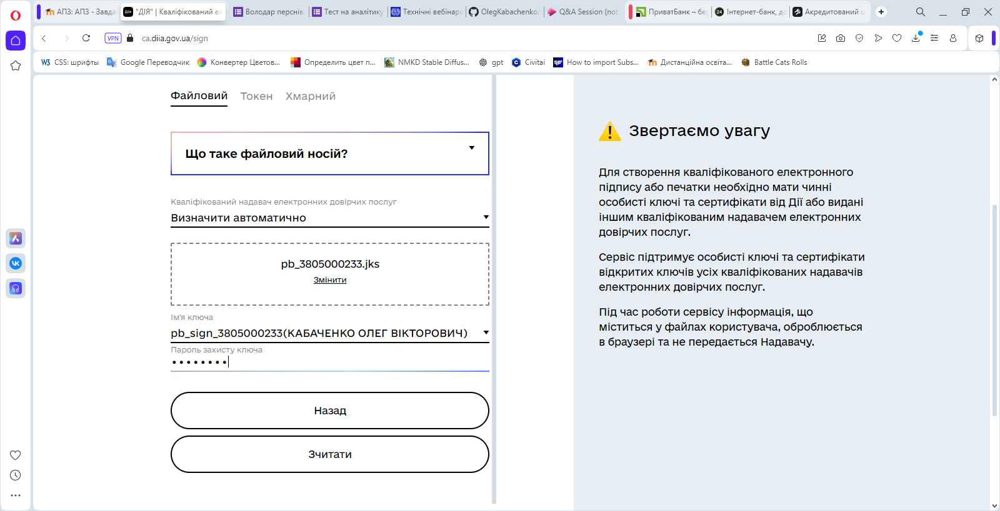 АПЗ: АПЗ - Завда
"ДІЯ" | Кваліфікований ел
Володар перснів.
Тест на аналітику
Технічні вебінари
OlegKabachenko/
Q&A Session (not
ПриватБанк – бе
Інтернет-банк, до
Акредитований ц
VPN
ca.diia.gov.ua/sign
CSS: шрифты
Google Переводчик
Конвертер Цветов...
Определить цвет п...
NMKD Stable Diffus...
gpt
Civitai
How to import Subs...
Дистанційна освіта...
Battle Cats Rolls
Файловий
Токен
Хмарний
Що таке файловий носій?
Кваліфікований надавач електронних довірчих послуг
Визначити автоматично
pb_3805000233.jks
Змінити
Ім'я ключа
pb_sign_3805000233(КАБАЧЕНКО ОЛЕГ ВІКТОРОВИЧ)
Пароль захисту ключа
Назад
Зчитати
Звертаємо увагу
Для створення кваліфікованого електронного
підпису або печатки необхідно мати чинні
особисті ключі та сертифікати від Дії або видані
іншим кваліфікованим надавачем електронних
довірчих послуг.
Сервіс підтримує особисті ключі та сертифікати
відкритих ключів усіх кваліфікованих надавачів
електронних довірчих послуг.
Під час роботи сервісу інформація, що
міститься у файлах користувача, оброблюється
в браузері та не передається Надавачу.